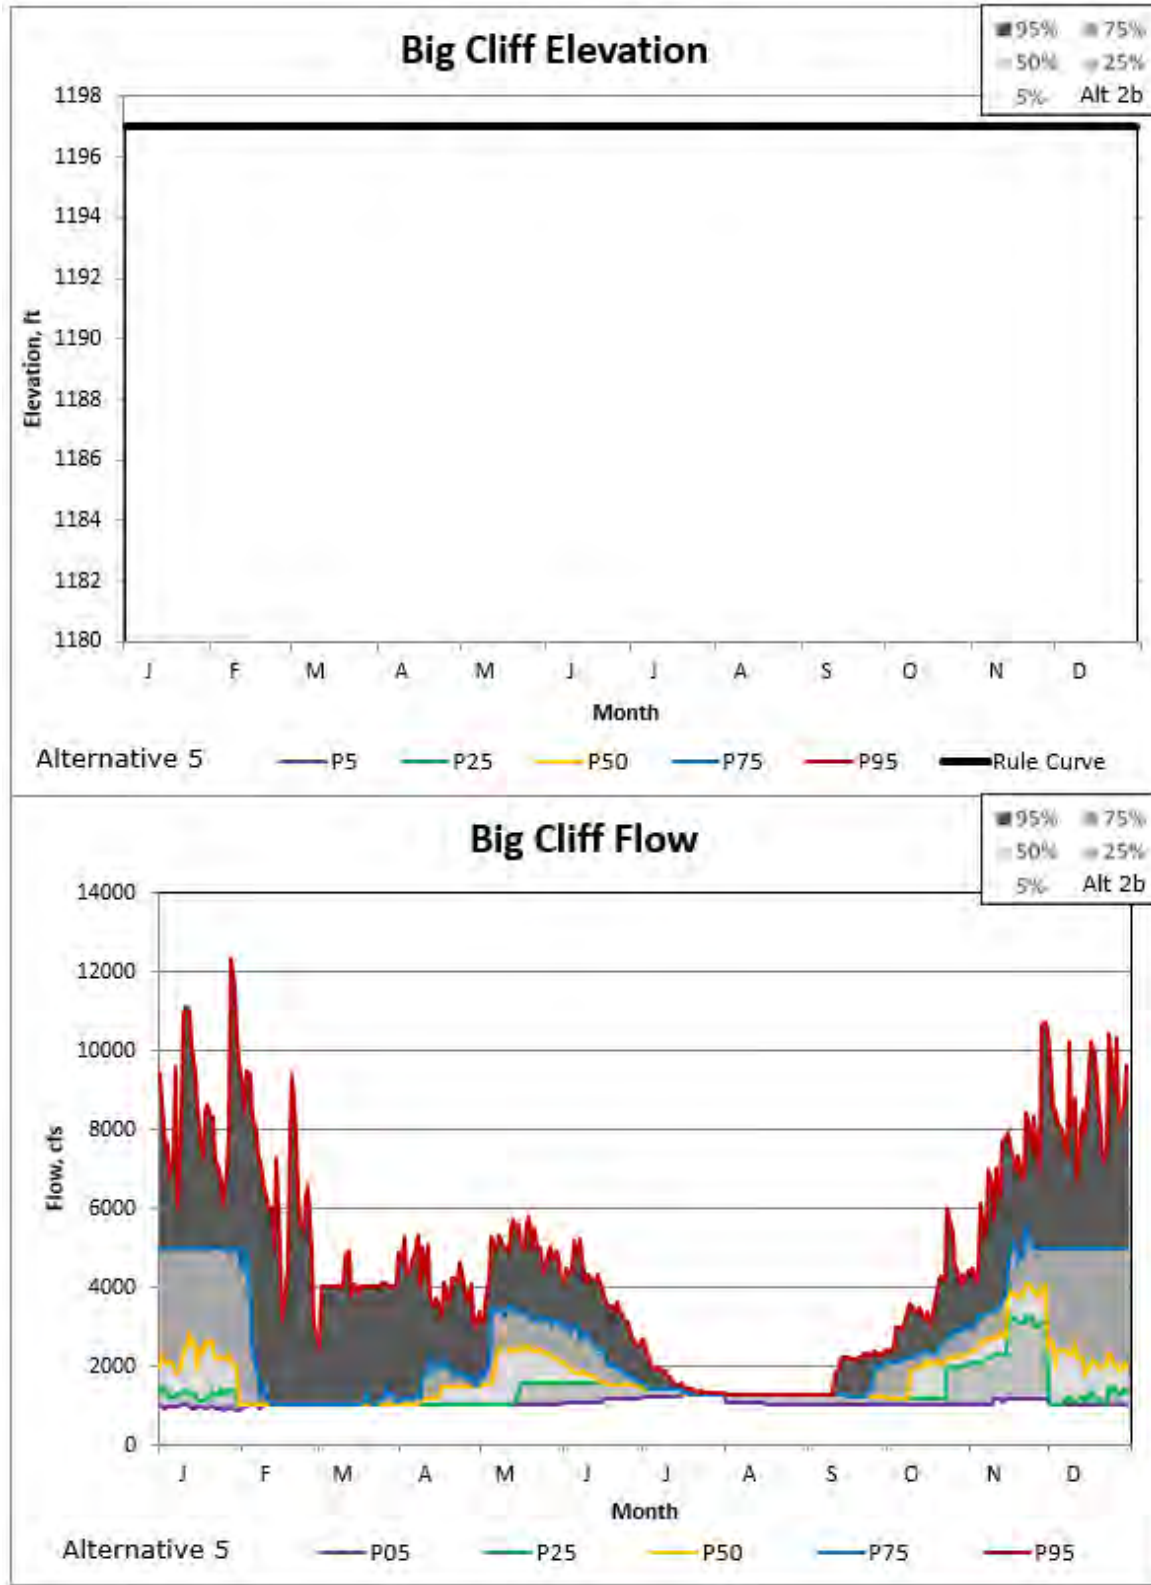 Big Cliff Elevation
95% 75%
50% 25%
5% Alt 2b
1198
1196
1194
1192
1190
1188
1186
1184
1182
1180
Elevation, ft
J F M A M J J A S O N D
Month
Alternative 5 P5 P25 P50 P75 P95 Rule Curve
Big Cliff Flow
95% 75%
50% 25%
5% Alt 2b
14000
12000
10000
8000
6000
4000
2000
0
Flow, cfs
J F M A M J J A S O N D
Month
Alternative 5 P05 P25 P50 P75 P95